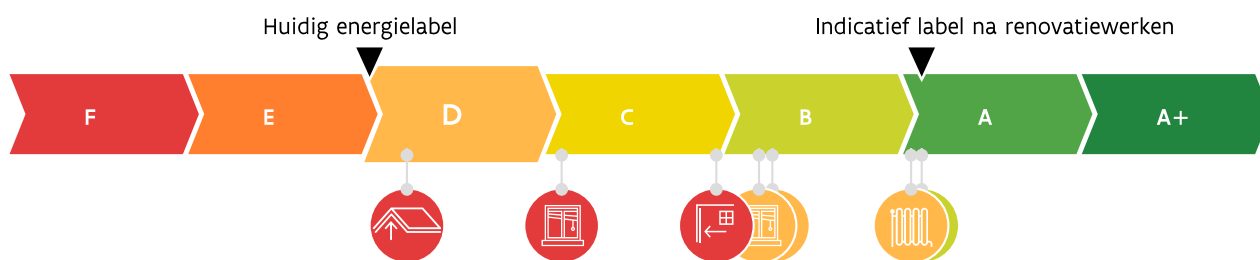 Huidig energielabel
Indicatief label na renovatiewerken
F
E
D
C
B
A
A+